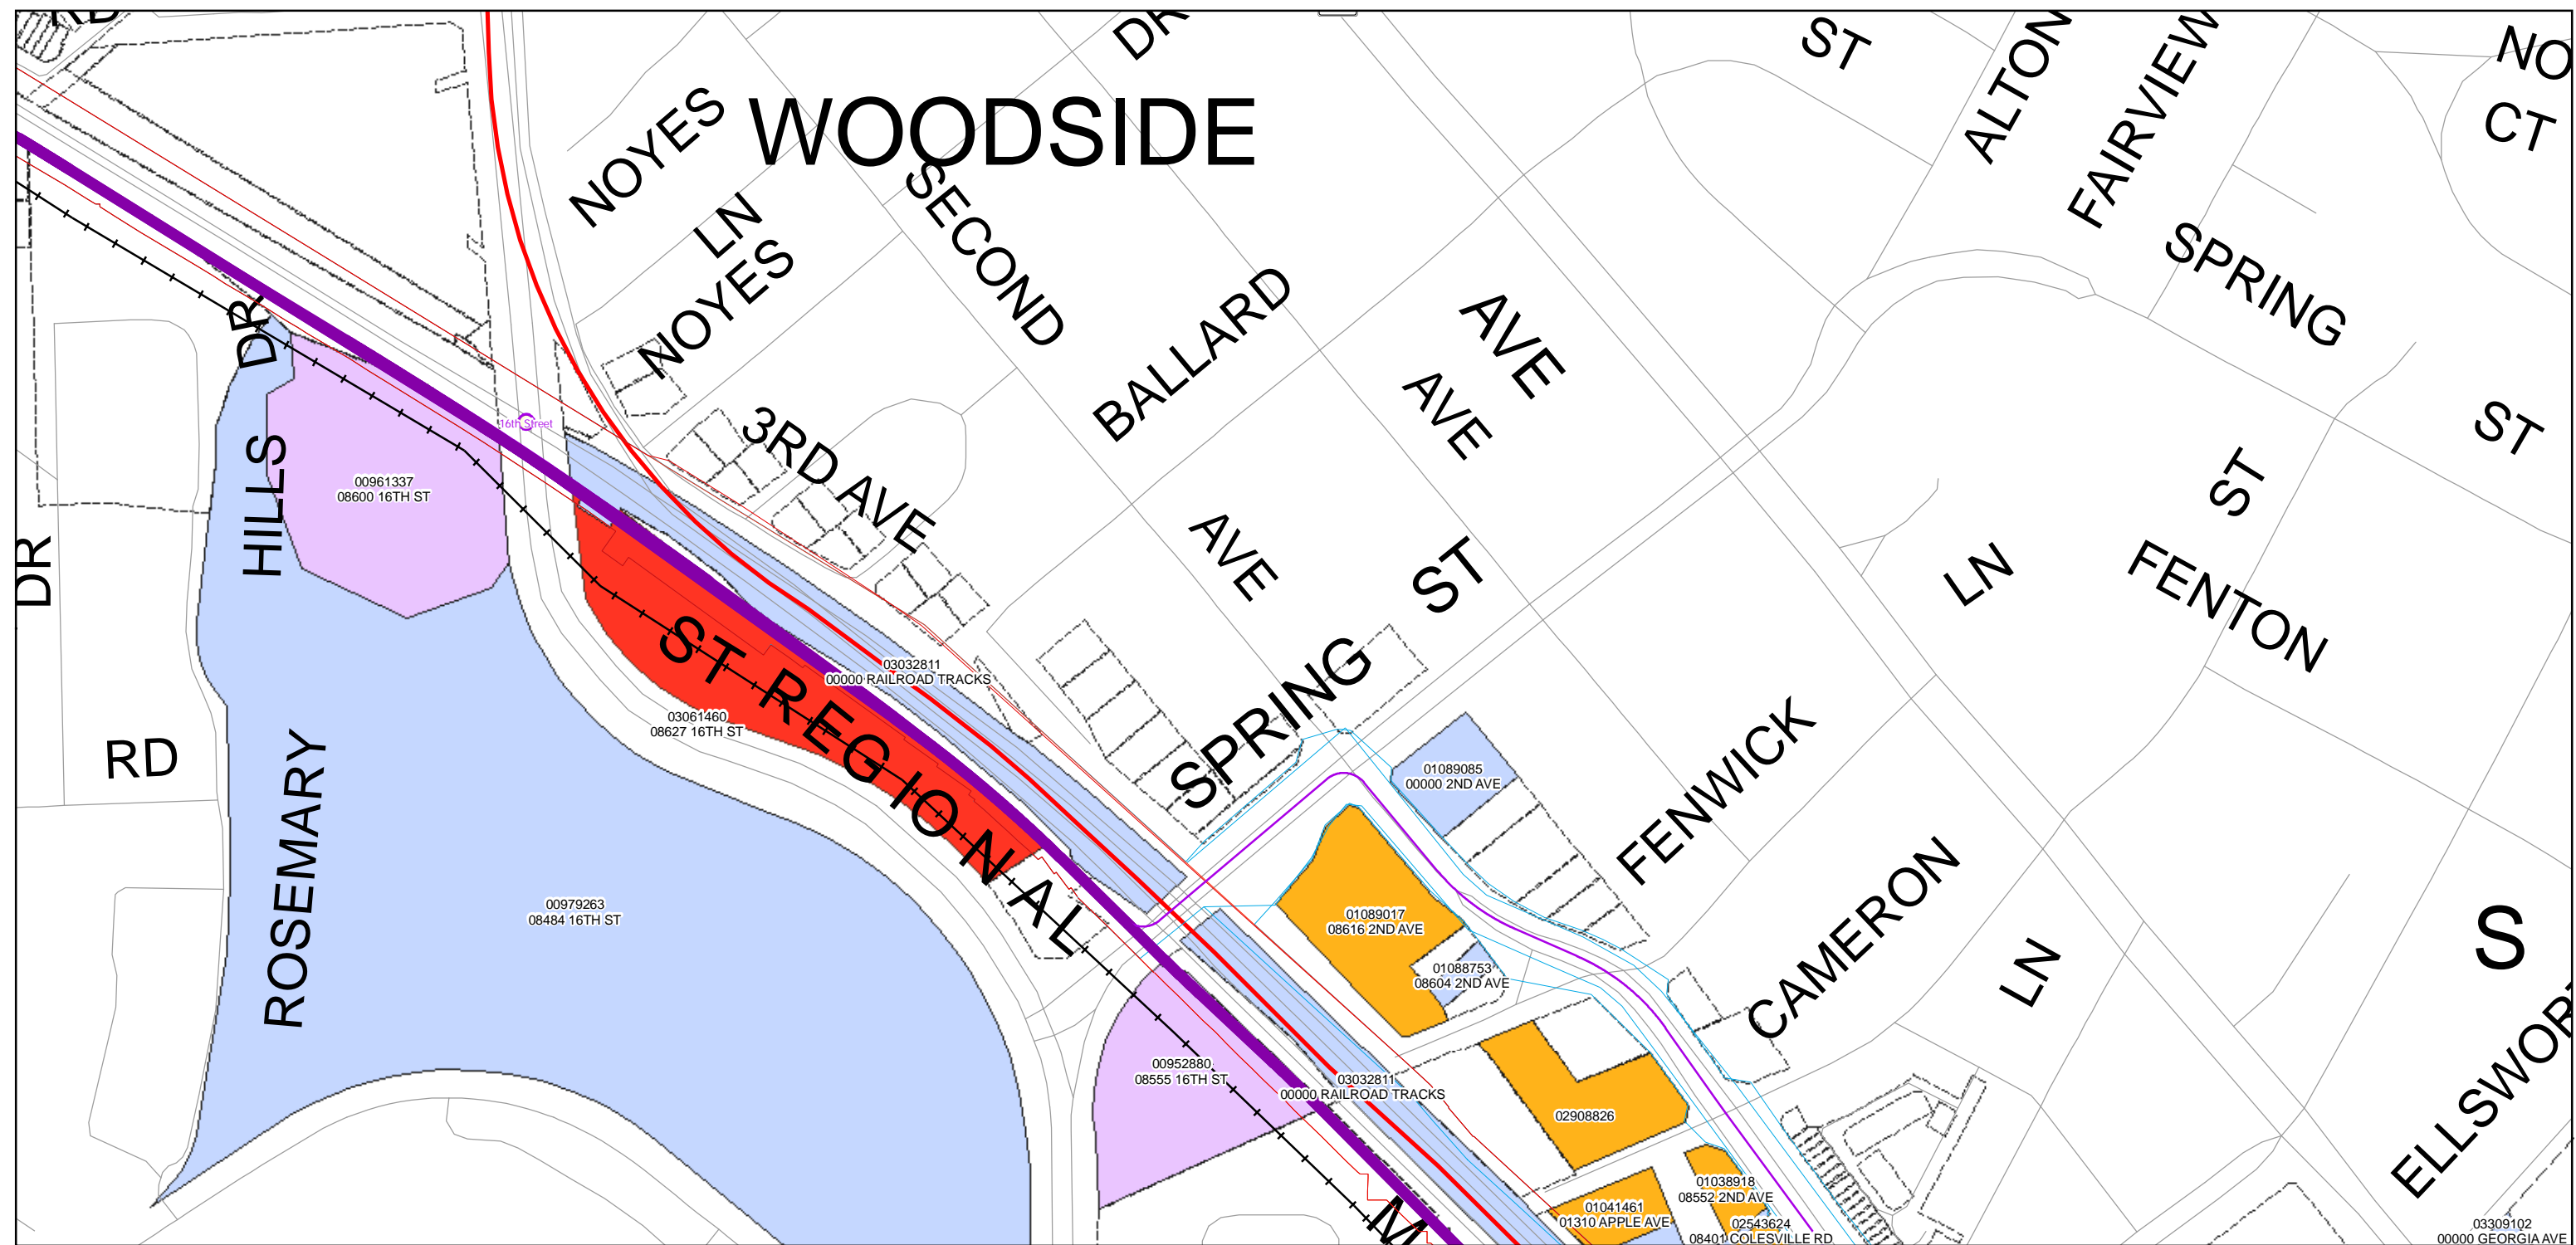 RD
DR
ST
ALTON
FAIRVIEW
NO
CT
WOODSIDE
NOYES
LN
NOYES
SECOND
SPRING
BALLARD
AVE
AVE
DR
16th Street
3RD AVE
ST
HILLS
00961337
08600 16TH ST
AVE
ST
ST
LN
FENTON
DR
ST REGIONAL
03032811
00000 RAILROAD TRACKS
03061460
08627 16TH ST
SPRING
RD
ROSEMARY
01089085
00000 2ND AVE
FENWICK
CAMERON
LN
00979263
08484 16TH ST
01089017
08616 2ND AVE
01088753
08604 2ND AVE
S
00952880
08555 16TH ST
03032811
00000 RAILROAD TRACKS
02908826
M
01038918
08552 2ND AVE
01041461
01310 APPLE AVE
02543624
08401 COLESVILLE RD
ELLSWOR
03309102
00000 GEORGIA AVE